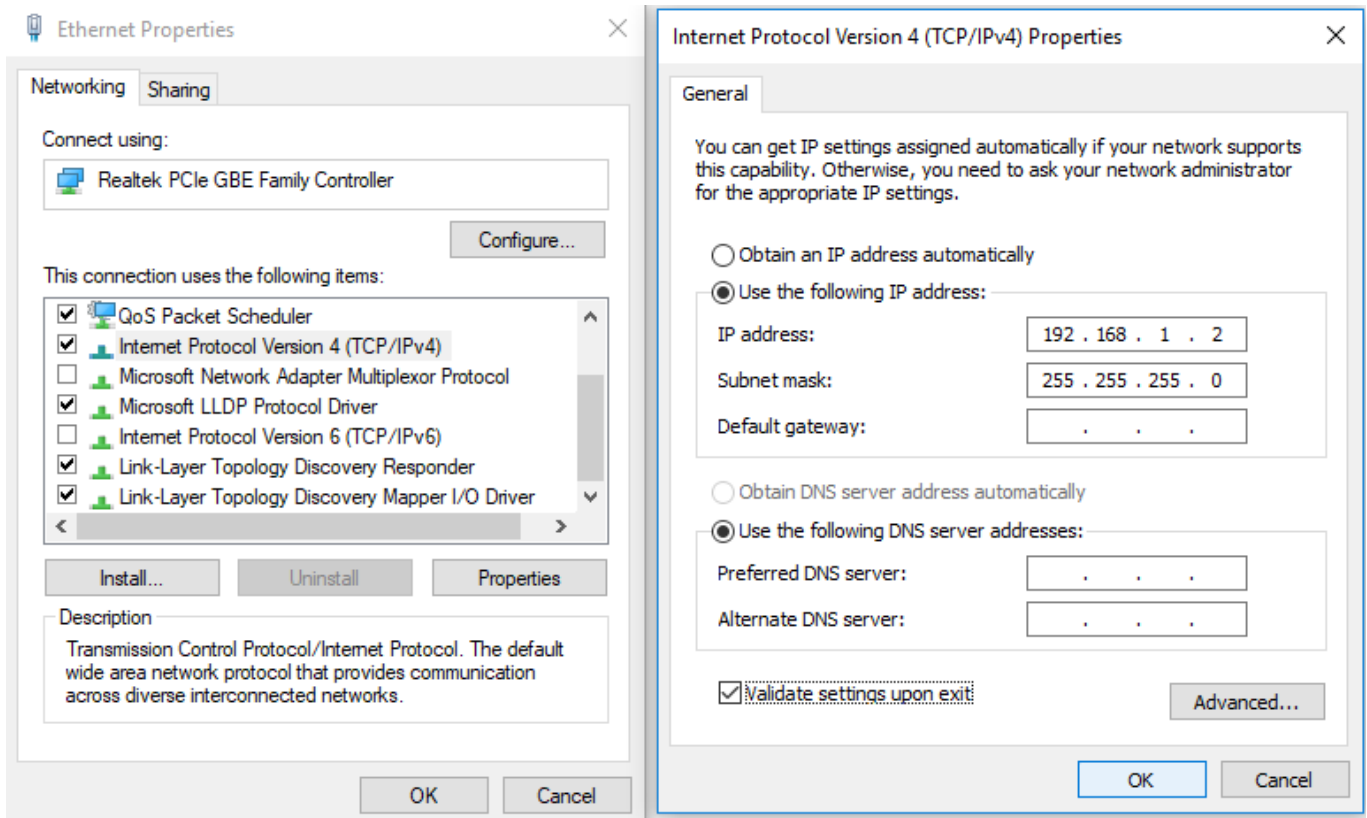 Ethernet Properties
Networking
Sharing
Connect using:
Realtek PCIe GBE Family Controller
Configure...
This connection uses the following items:
QoS Packet Scheduler
Internet Protocol Version 4 (TCP/IPv4)
Microsoft Network Adapter Multiplexor Protocol
Microsoft LLDP Protocol Driver
Internet Protocol Version 6 (TCP/IPv6)
Link-Layer Topology Discovery Responder
Link-Layer Topology Discovery Mapper I/O Driver
Install...
Uninstall
Properties
Description
Transmission Control Protocol/Internet Protocol. The default
wide area network protocol that provides communication
across diverse interconnected networks.
OK
Cancel
Internet Protocol Version 4 (TCP/IPv4) Properties
General
You can get IP settings assigned automatically if your network supports
this capability. Otherwise, you need to ask your network administrator
for the appropriate IP settings.
Obtain an IP address automatically
Use the following IP address:
IP address: 192 . 168 . 1 . 2
Subnet mask: 255 . 255 . 255 . 0
Default gateway: . . .
Obtain DNS server address automatically
Use the following DNS server addresses:
Preferred DNS server: . . .
Alternate DNS server: . . .
Validate settings upon exit
Advanced...
OK
Cancel